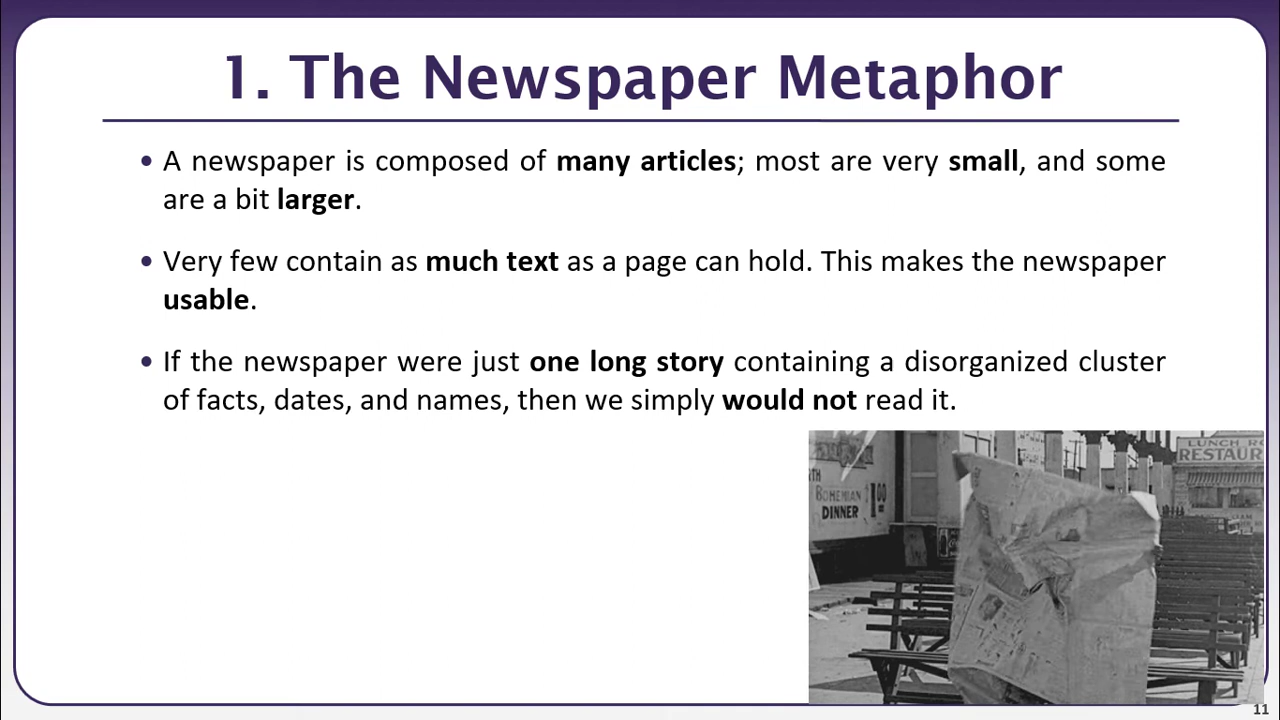 1. The Newspaper Metaphor
• A newspaper is composed of many articles; most are very small, and some
are a bit larger.
• Very few contain as much text as a page can hold. This makes the newspaper
usable.
• If the newspaper were just one long story containing a disorganized cluster
of facts, dates, and names, then we simply would not read it.
LUNCH RO
RESTAUR
BOHEMIAN
DINNER
1.00
11